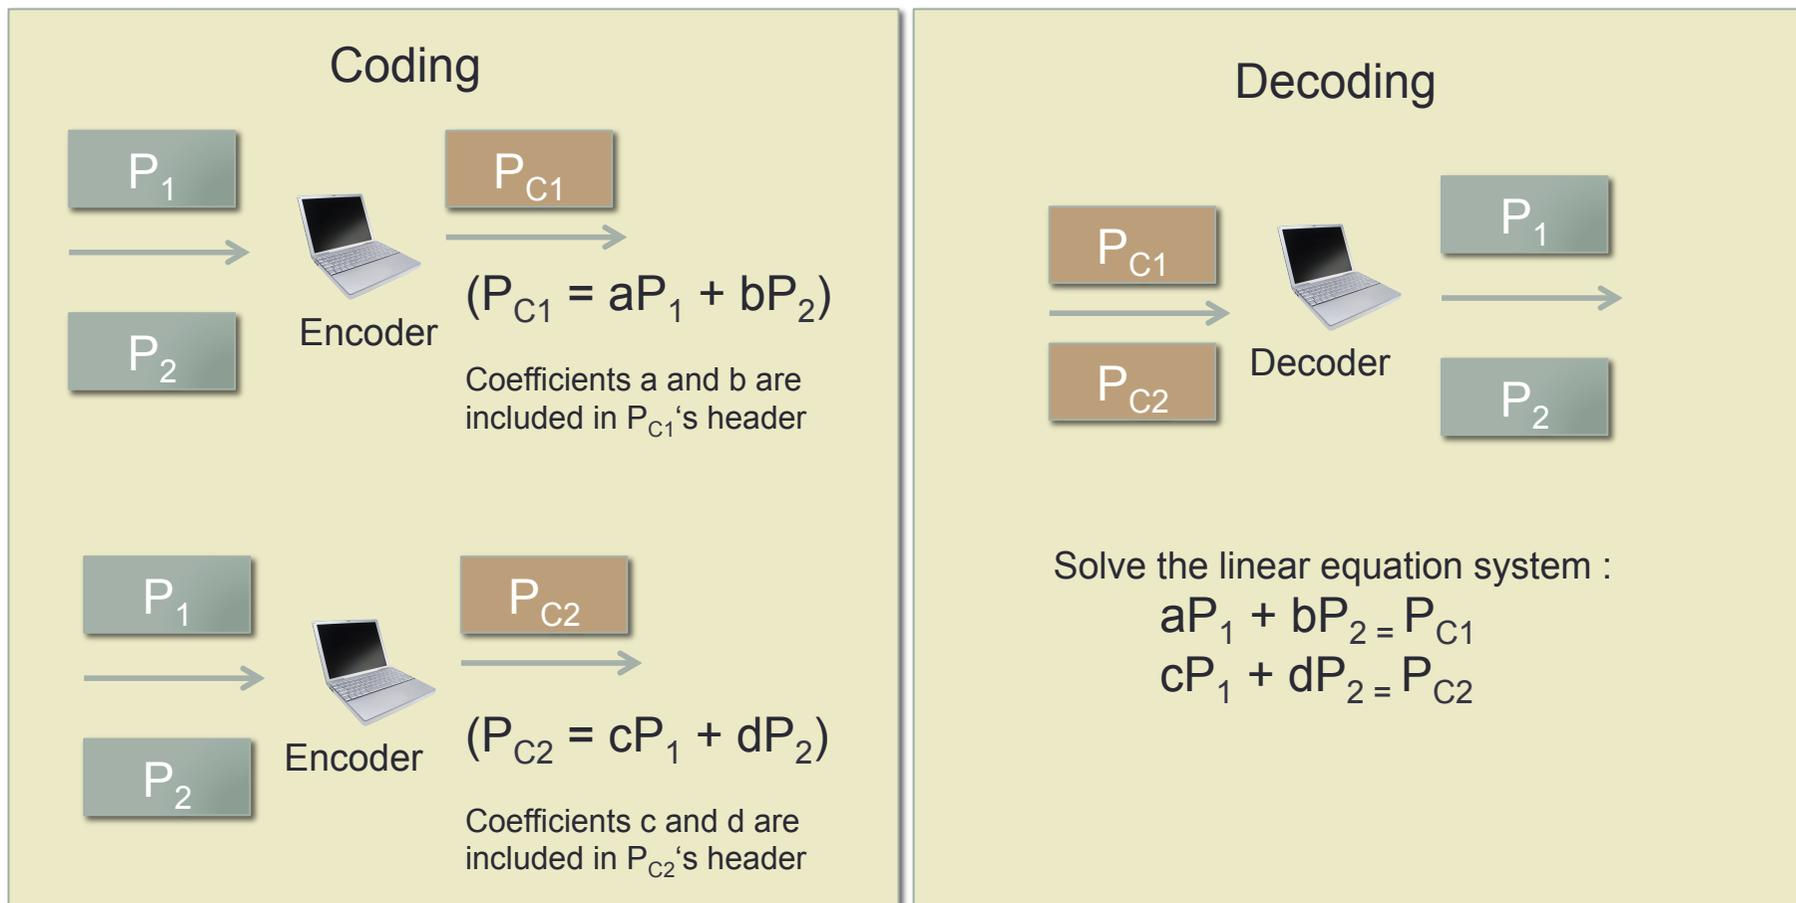 Coding
P1
PC1
(PC1 = aP1 + bP2)
Encoder
P2
Coefficients a and b are
included in PC1‘s header
P1
PC2
Encoder
(PC2 = cP1 + dP2)
P2
Coefficients c and d are
included in PC2‘s header
Decoding
P1
PC1
Decoder
PC2
P2
Solve the linear equation system :
aP1 + bP2 = PC1
cP1 + dP2 = PC2